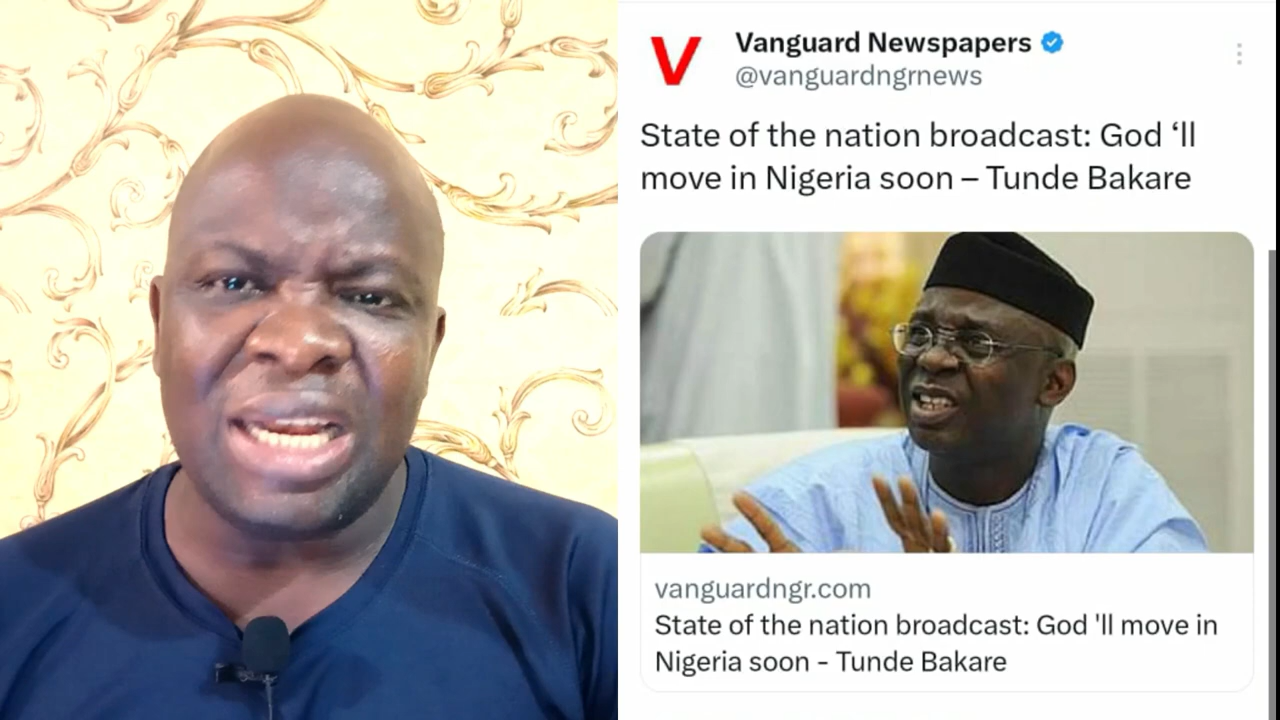 V
Vanguard Newspapers
@vanguardngrnews
State of the nation broadcast: God ‘ll
move in Nigeria soon – Tunde Bakare
vanguardngr.com
State of the nation broadcast: God 'll move in
Nigeria soon - Tunde Bakare